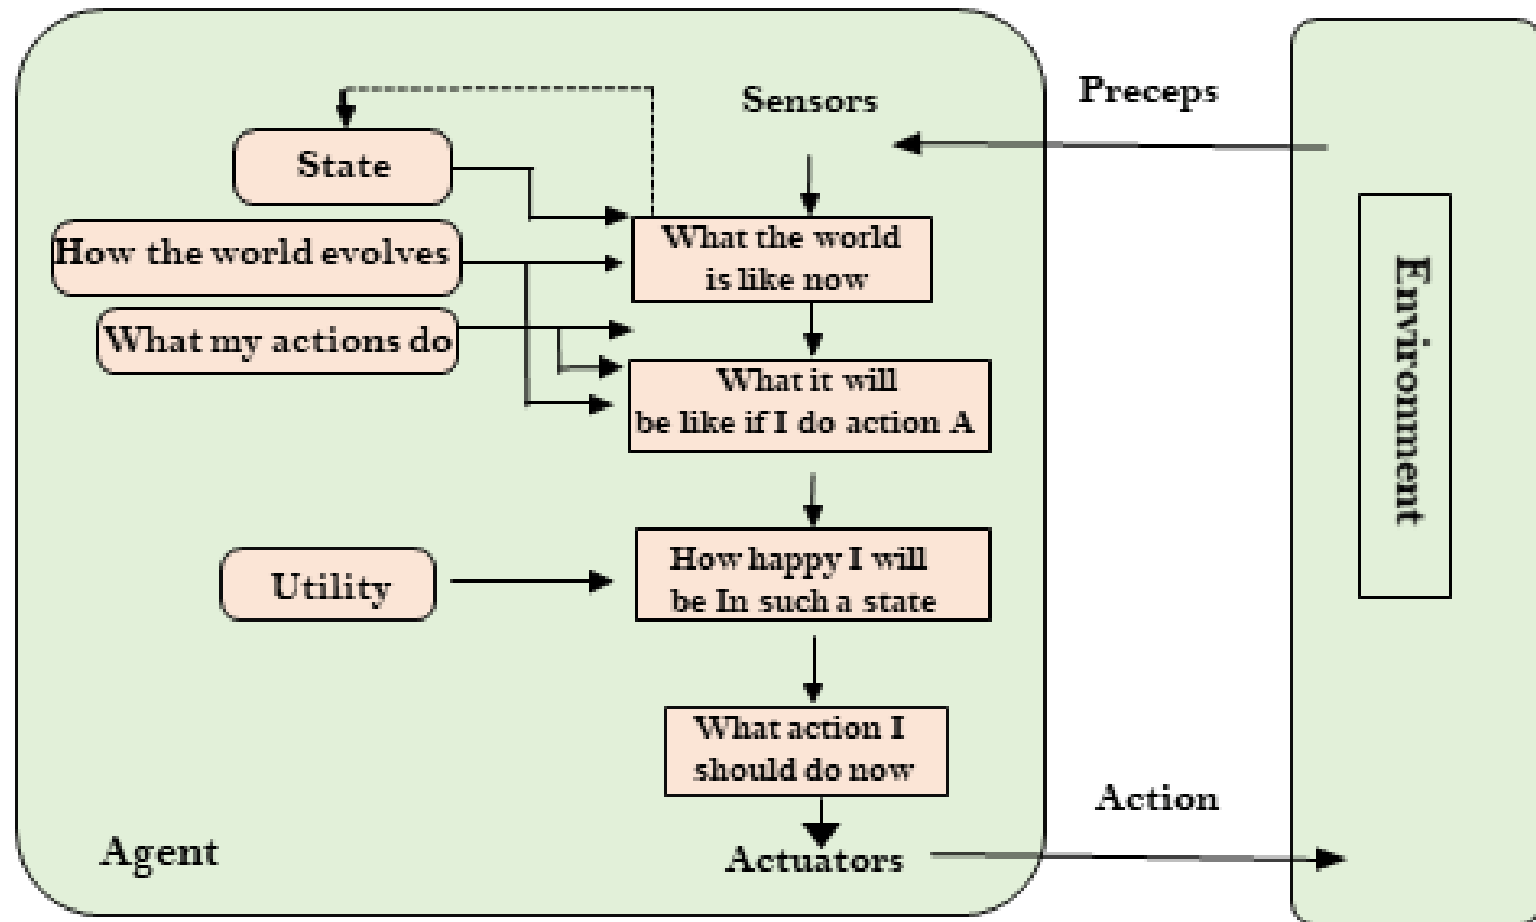 Sensors
Preceps
State
How the world evolves
What my actions do
What the world
is like now
What it will
be like if I do action A
Utility
How happy I will
be In such a state
What action I
should do now
Actuators
Agent
Action
Environment